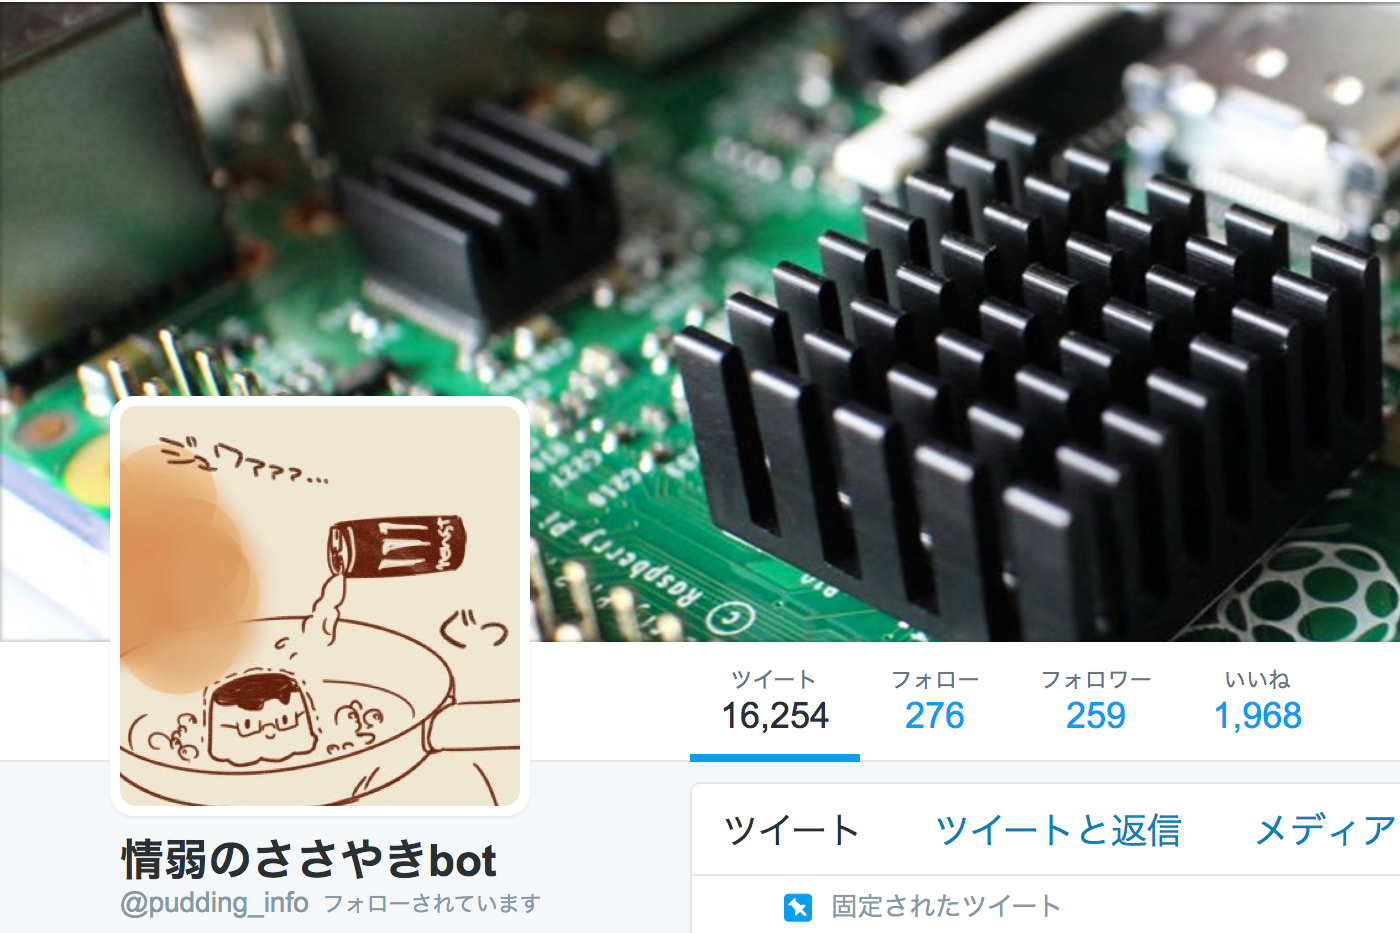 ジュワァァァ…
ぐつ
C Raspberry Pi
ツイート
16,254
フォロー
276
フォロワー
259
いいね
1,968
ツイート
ツイートと返信
メディア
情弱のささやきbot
@pudding_info フォローされています
固定されたツイート